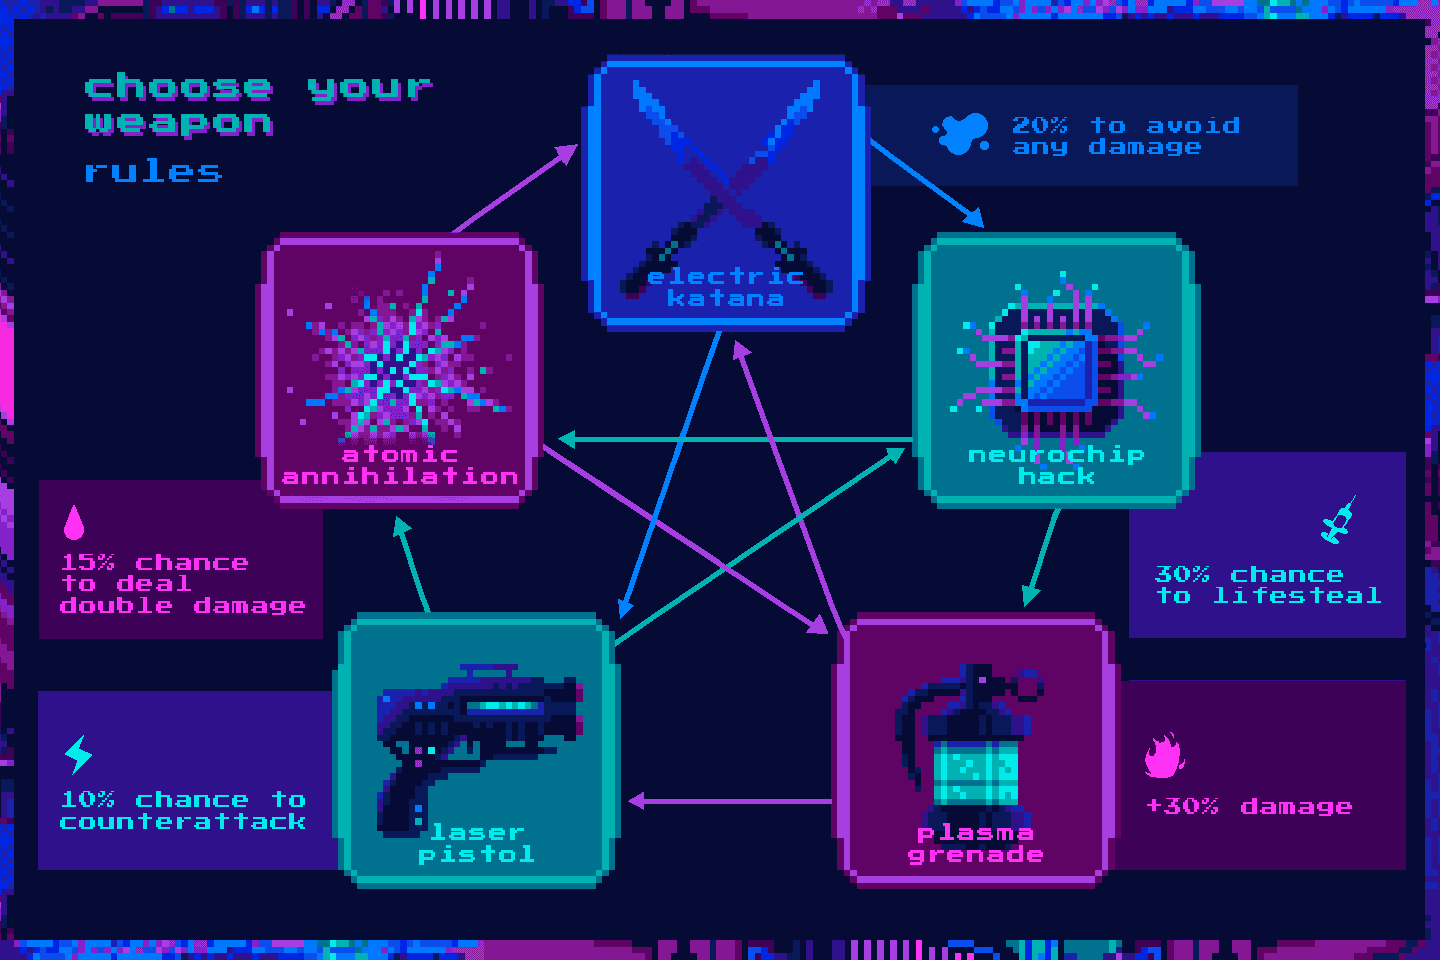 choose your
weapon
rules
20% to avoid
any damage
electric
katana
atomic
annihilation
neurochip
hack
15% chance
to deal
double damage
30% chance
to lifesteal
10% chance to
counterattack
laser
pistol
plasma
grenade
+30% damage